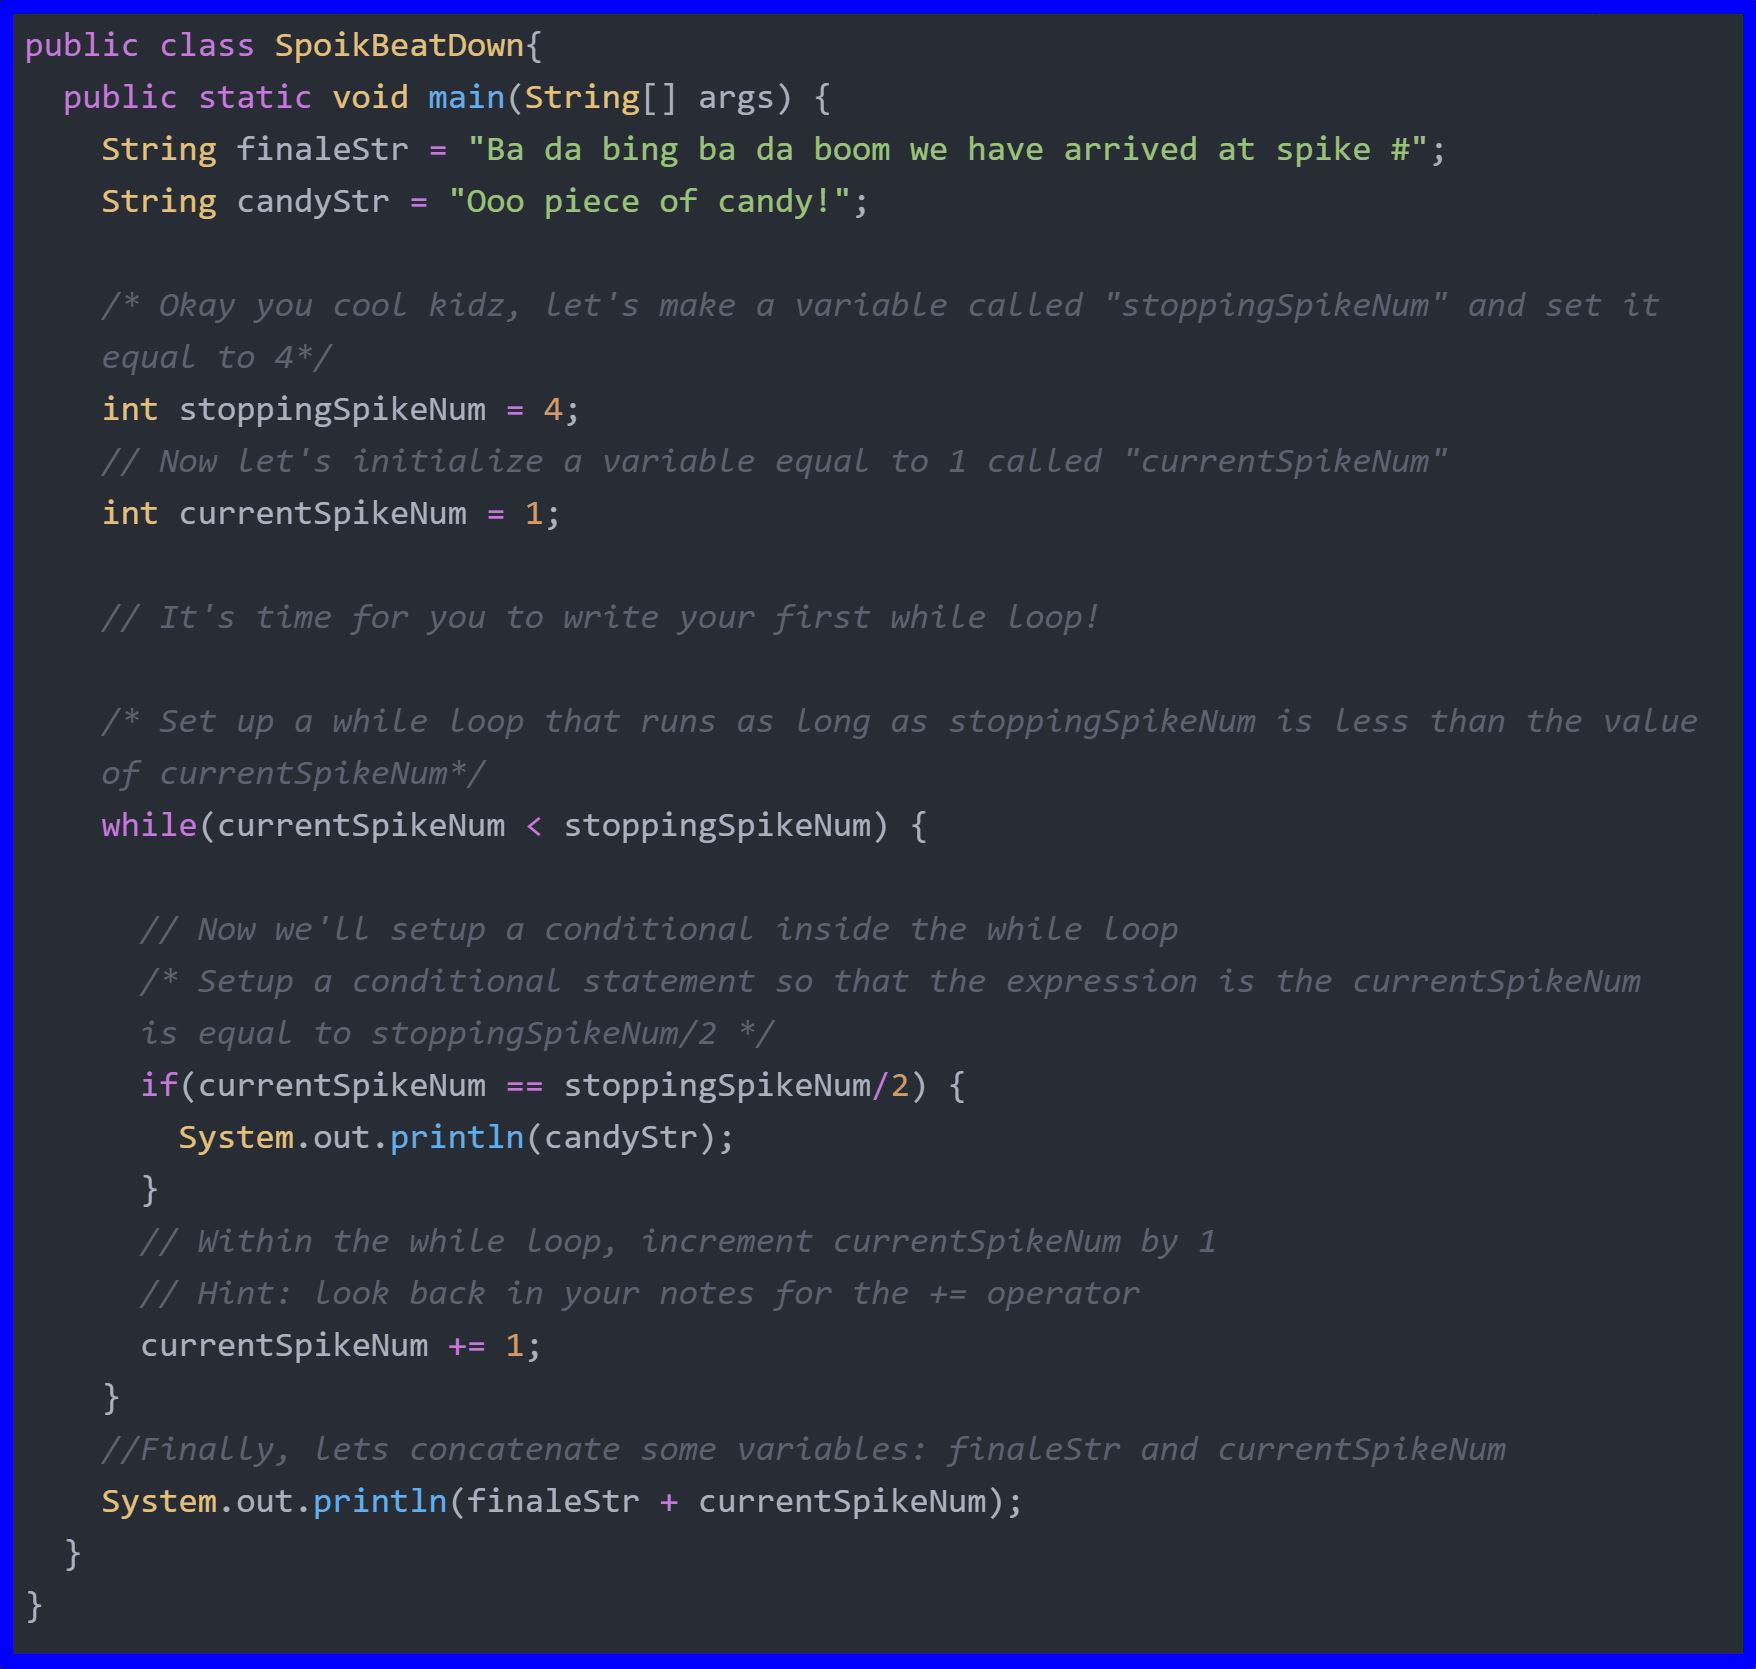 public class SpoikBeatDown{
  public static void main(String[] args) {
    String finaleStr = "Ba da bing ba da boom we have arrived at spike #";
    String candyStr = "Ooo piece of candy!";

    /* Okay you cool kidz, let's make a variable called "stoppingSpikeNum" and set it
    equal to 4*/
    int stoppingSpikeNum = 4;
    // Now let's initialize a variable equal to 1 called "currentSpikeNum"
    int currentSpikeNum = 1;

    // It's time for you to write your first while loop!

    /* Set up a while loop that runs as long as stoppingSpikeNum is less than the value
    of currentSpikeNum*/
    while(currentSpikeNum < stoppingSpikeNum) {

      // Now we'll setup a conditional inside the while loop
      /* Setup a conditional statement so that the expression is the currentSpikeNum
      is equal to stoppingSpikeNum/2 */
      if(currentSpikeNum == stoppingSpikeNum/2) {
        System.out.println(candyStr);
      }
      // Within the while loop, increment currentSpikeNum by 1
      // Hint: look back in your notes for the += operator
      currentSpikeNum += 1;
    }
    //Finally, lets concatenate some variables: finaleStr and currentSpikeNum
    System.out.println(finaleStr + currentSpikeNum);
  }
}